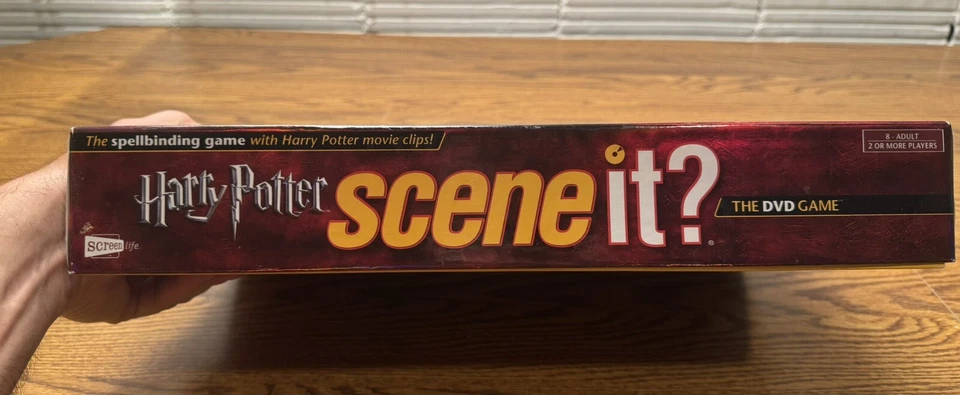 The spellbinding game with Harry Potter movie clips!
8 - ADULT
2 OR MORE PLAYERS
Harry Potter scene it?
THE DVD GAME™
screenlife